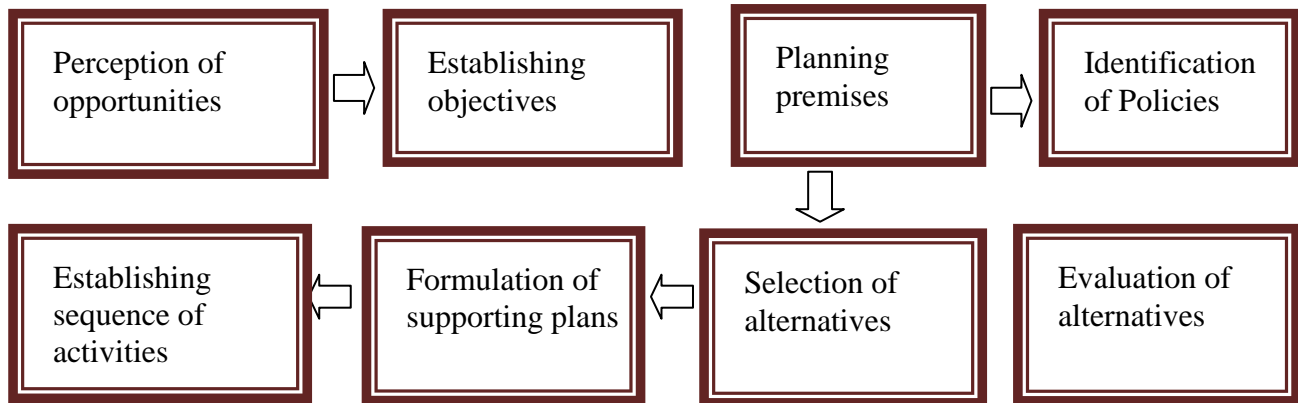 Perception of
opportunities
Establishing
objectives
Planning
premises
Identification
of Policies
Establishing
sequence of
activities
Formulation of
supporting plans
Selection of
alternatives
Evaluation of
alternatives